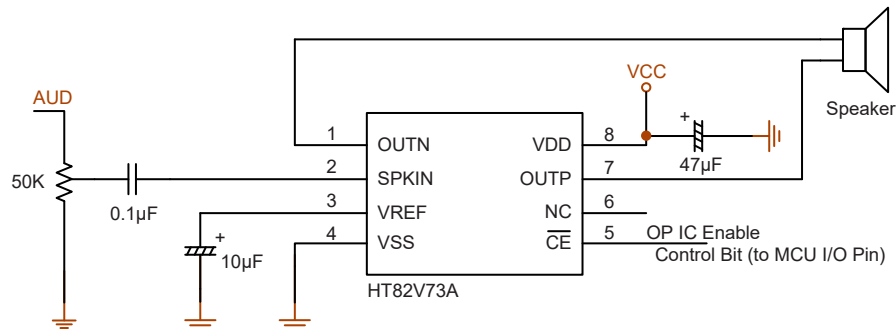 VCC
Speaker
AUD
+
1
OUTN
VDD
8
47µF
50K
2
SPKIN
OUTP
7
0.1µF
3
VREF
NC
6
+
10µF
4
VSS
CE
5
OP IC Enable
Control Bit (to MCU I/O Pin)
HT82V73A